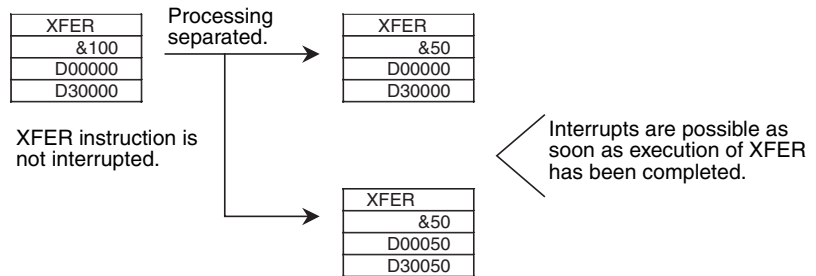 XFER
&100
D00000
D30000
Processing
separated.
XFER
&50
D00000
D30000
XFER instruction is
not interrupted.
Interrupts are possible as
soon as execution of XFER
has been completed.
XFER
&50
D00050
D30050